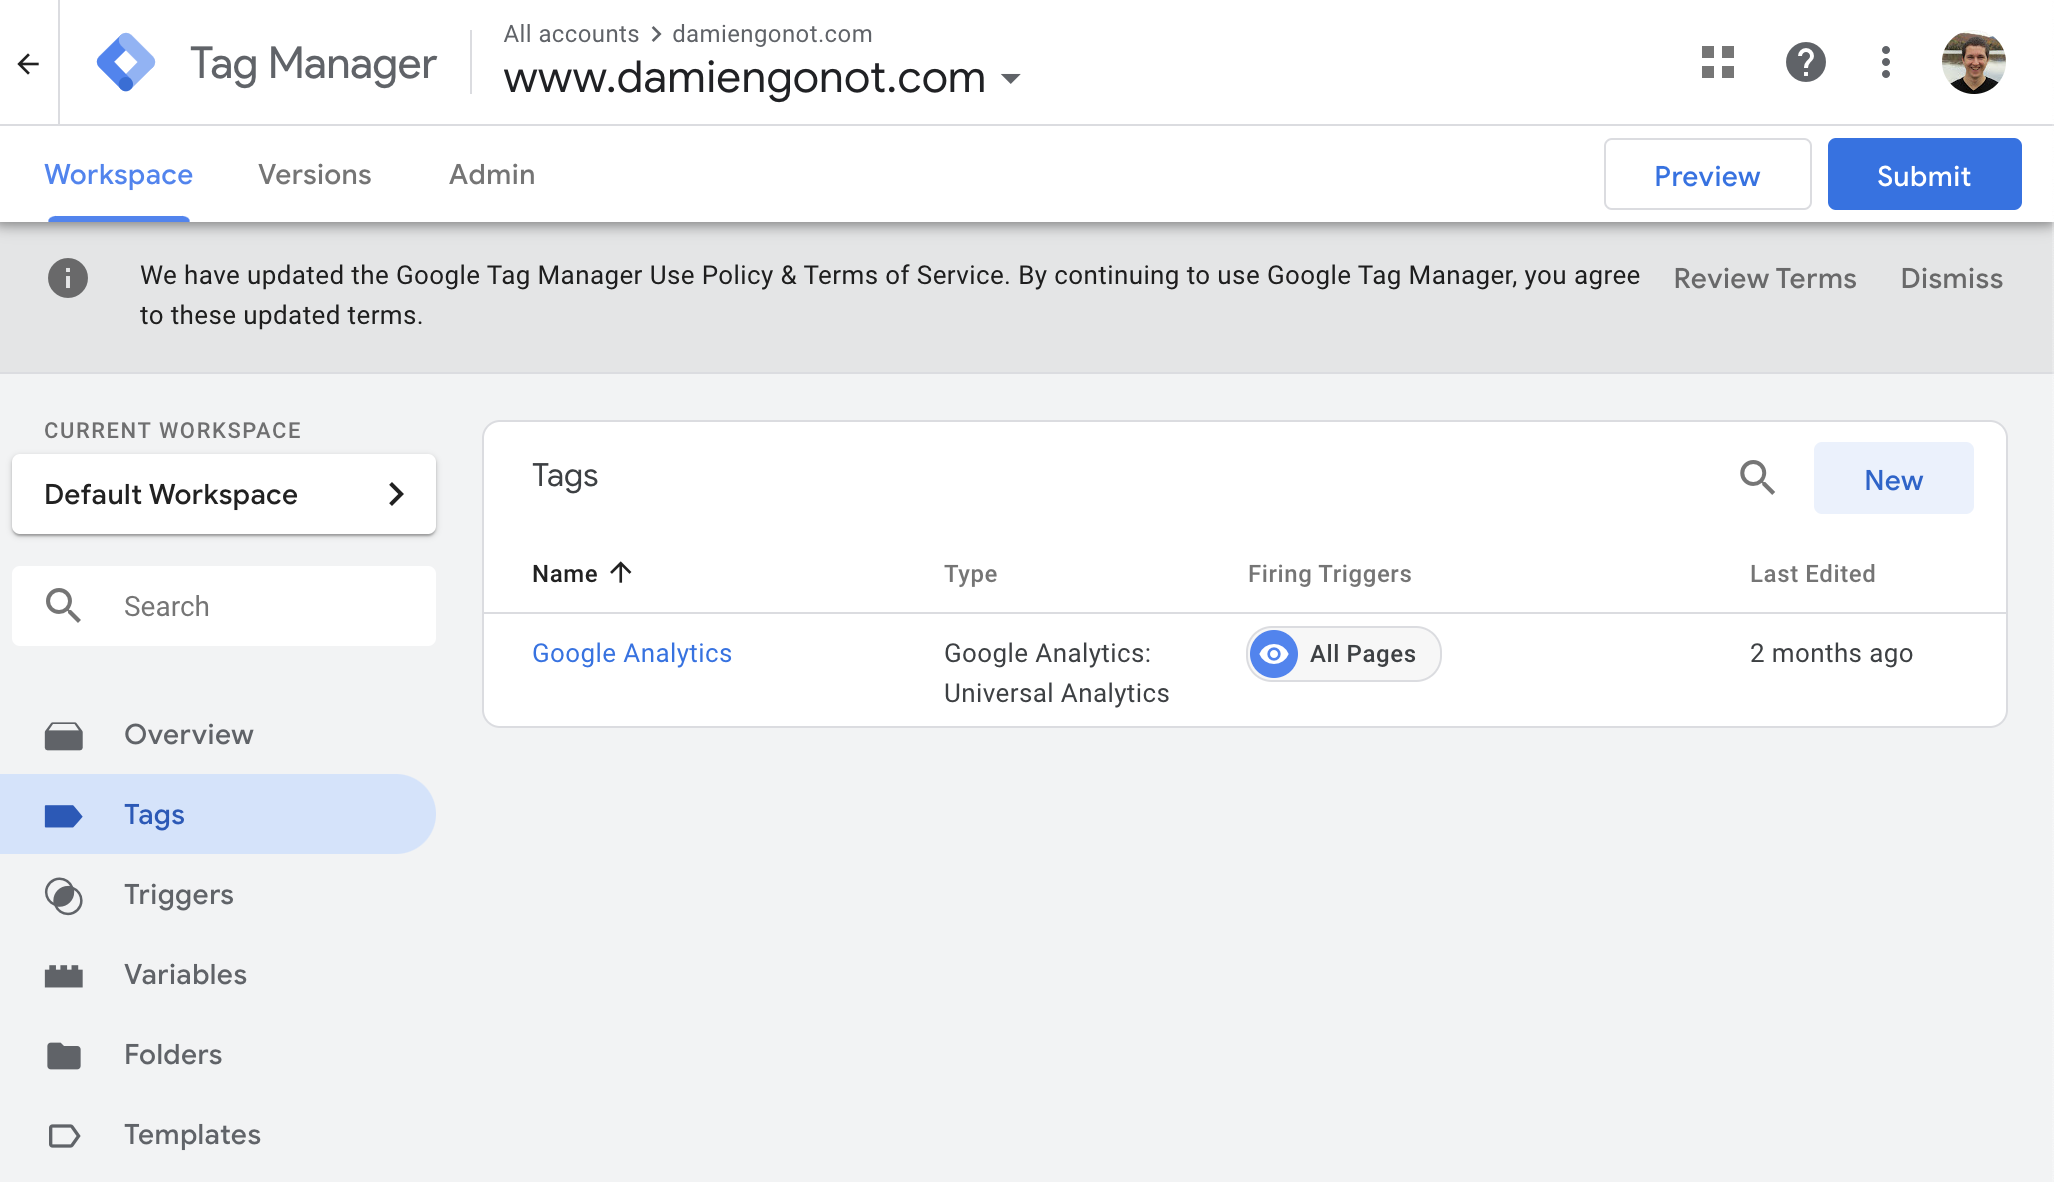 Tag Manager
All accounts > damiengonot.com
www.damiengonot.com
Workspace
Versions
Admin
Preview
Submit
We have updated the Google Tag Manager Use Policy & Terms of Service. By continuing to use Google Tag Manager, you agree
to these updated terms.
Review Terms
Dismiss
CURRENT WORKSPACE
Default Workspace
Search
Overview
Tags
Triggers
Variables
Folders
Templates
Tags
New
Name
Type
Firing Triggers
Last Edited
Google Analytics
Google Analytics:
Universal Analytics
All Pages
2 months ago